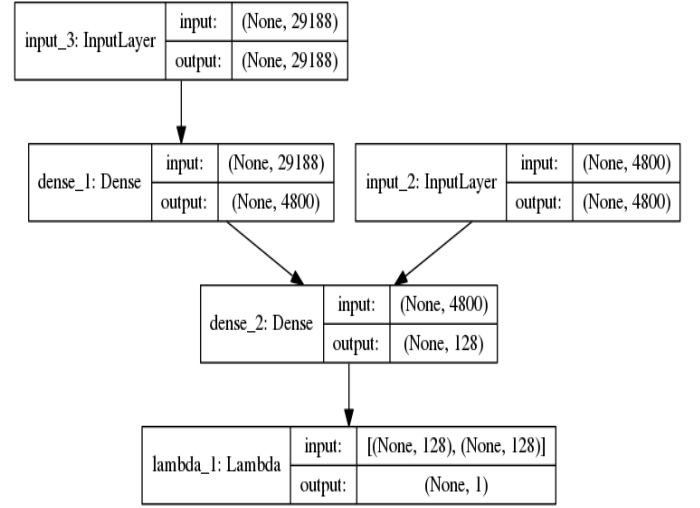 input_3: InputLayer
input: (None, 29188)
output: (None, 29188)
dense_1: Dense
input: (None, 29188)
output: (None, 4800)
input_2: InputLayer
input: (None, 4800)
output: (None, 4800)
dense_2: Dense
input: (None, 4800)
output: (None, 128)
lambda_1: Lambda
input: [(None, 128), (None, 128)]
output: (None, 1)